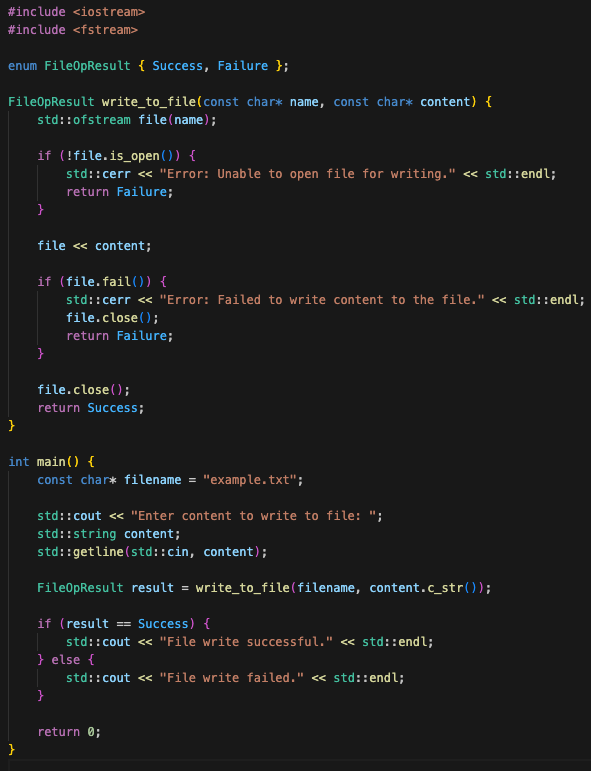 #include <iostream>
#include <fstream>
enum FileOpResult { Success, Failure };
FileOpResult write_to_file(const char* name, const char* content) {
std::ofstream file(name);
if (!file.is_open()) {
std::cerr << "Error: Unable to open file for writing." << std::endl;
return Failure;
}
file << content;
if (file.fail()) {
std::cerr << "Error: Failed to write content to the file." << std::endl;
file.close();
return Failure;
}
file.close();
return Success;
}
int main() {
const char* filename = "example.txt";
std::cout << "Enter content to write to file: ";
std::string content;
std::getline(std::cin, content);
FileOpResult result = write_to_file(filename, content.c_str());
if (result == Success) {
std::cout << "File write successful." << std::endl;
} else {
std::cout << "File write failed." << std::endl;
}
return 0;
}